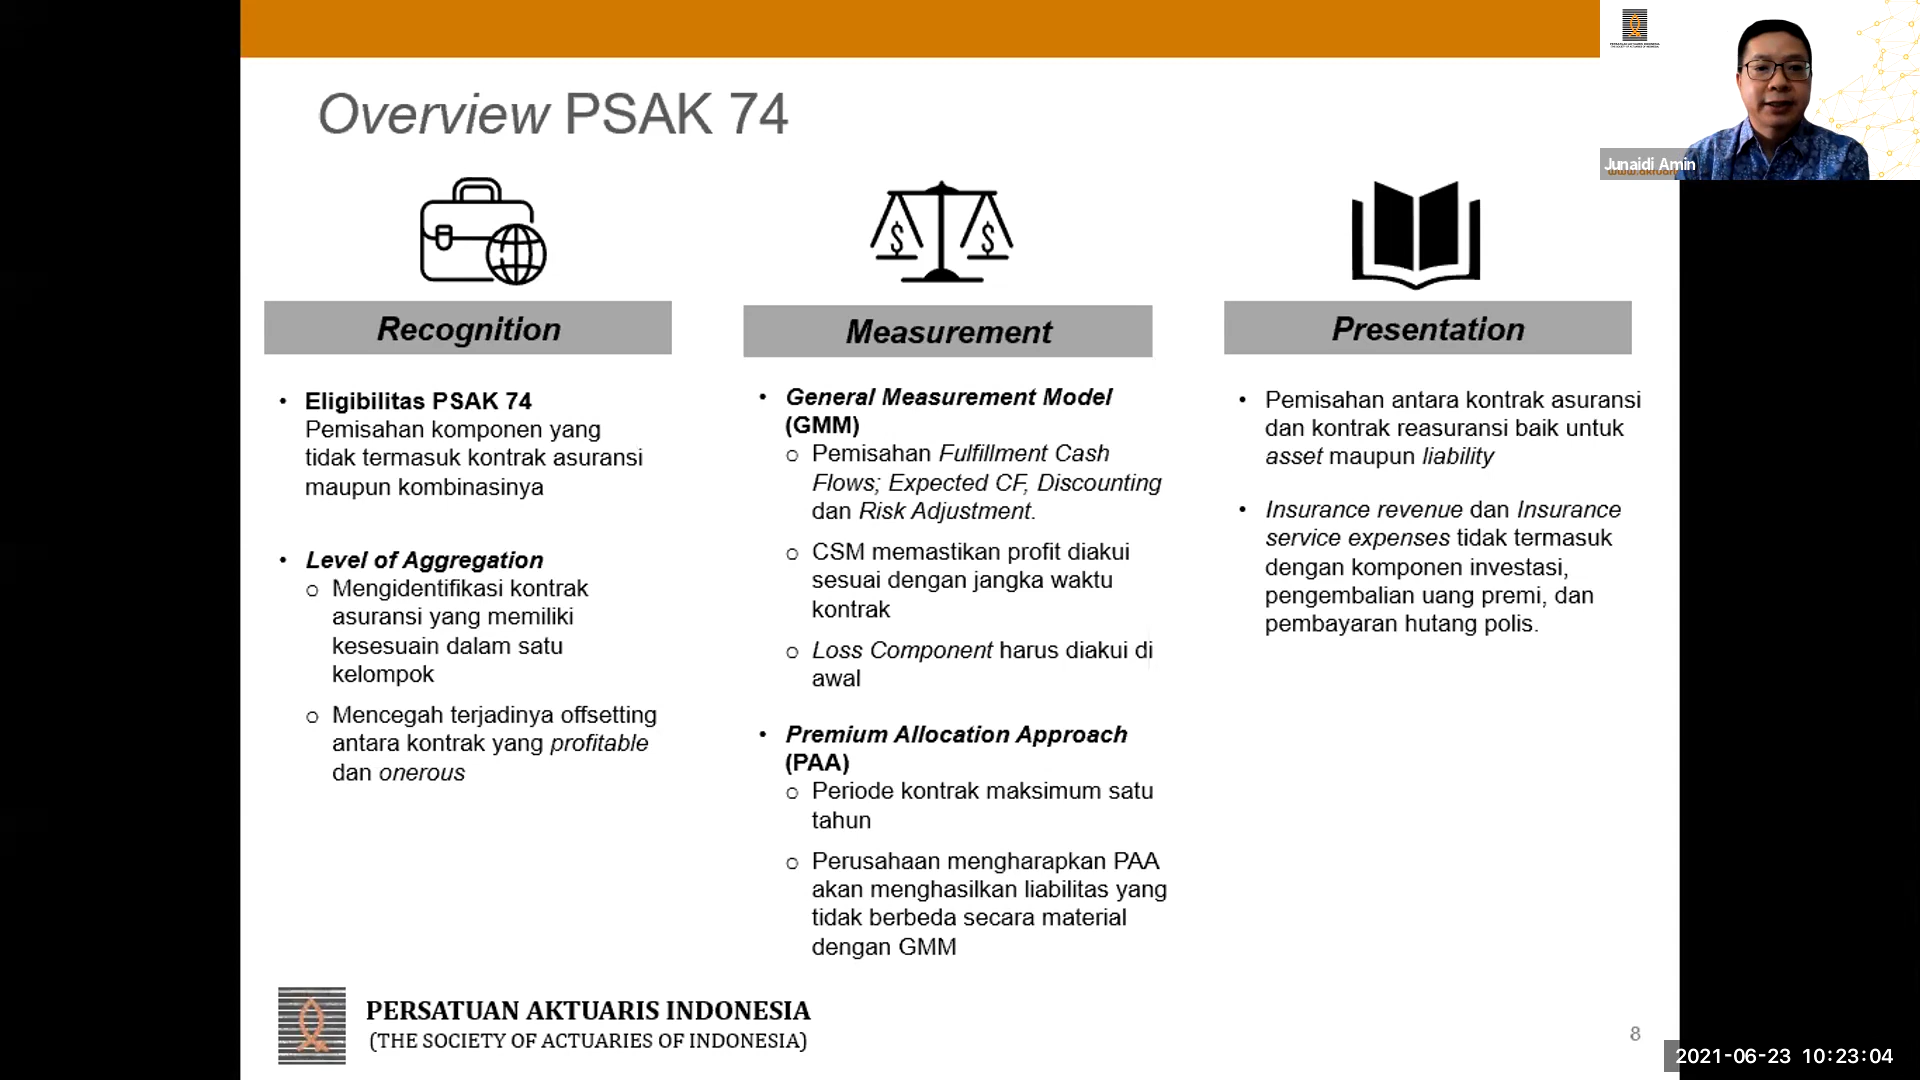 Overview PSAK 74
Junaidi Amin
Recognition
• Eligibilitas PSAK 74
Pemisahan komponen yang
tidak termasuk kontrak asuransi
maupun kombinasinya
• Level of Aggregation
o Mengidentifikasi kontrak
asuransi yang memiliki
kesesuain dalam satu
kelompok
o Mencegah terjadinya offsetting
antara kontrak yang profitable
dan onerous
Measurement
• General Measurement Model
(GMM)
o Pemisahan Fulfillment Cash
Flows; Expected CF, Discounting
dan Risk Adjustment.
o CSM memastikan profit diakui
sesuai dengan jangka waktu
kontrak
o Loss Component harus diakui di
awal
• Premium Allocation Approach
(PAA)
o Periode kontrak maksimum satu
tahun
o Perusahaan mengharapkan PAA
akan menghasilkan liabilitas yang
tidak berbeda secara material
dengan GMM
Presentation
• Pemisahan antara kontrak asuransi
dan kontrak reasuransi baik untuk
asset maupun liability
• Insurance revenue dan Insurance
service expenses tidak termasuk
dengan komponen investasi,
pengembalian uang premi, dan
pembayaran hutang polis.
PERSATUAN AKTUARIS INDONESIA
(THE SOCIETY OF ACTUARIES OF INDONESIA)
8
2021-06-23 10:23:04